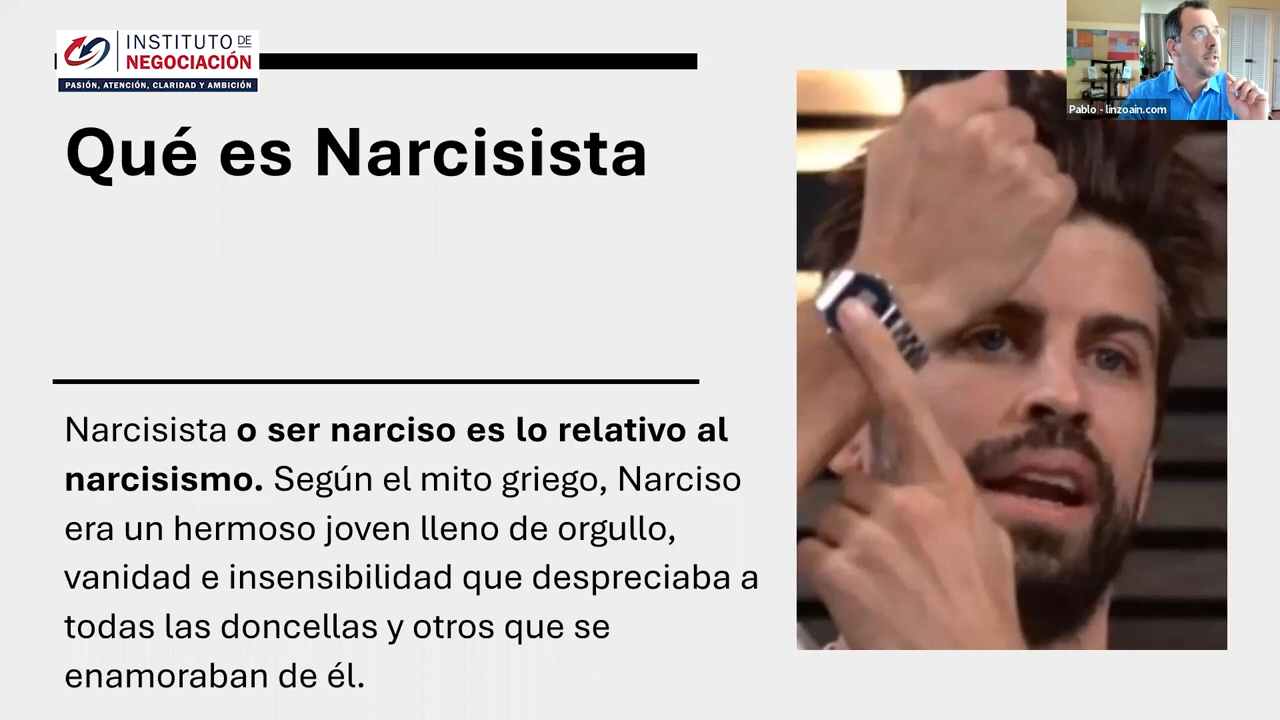 INSTITUTO DE
NEGOCIACIÓN
PASIÓN, ATENCIÓN, CLARIDAD Y AMBICIÓN
Pablo - linzoain.com
Qué es Narcisista
Narcisista o ser narciso es lo relativo al
narcisismo. Según el mito griego, Narciso
era un hermoso joven lleno de orgullo,
vanidad e insensibilidad que despreciaba a
todas las doncellas y otros que se
enamoraban de él.